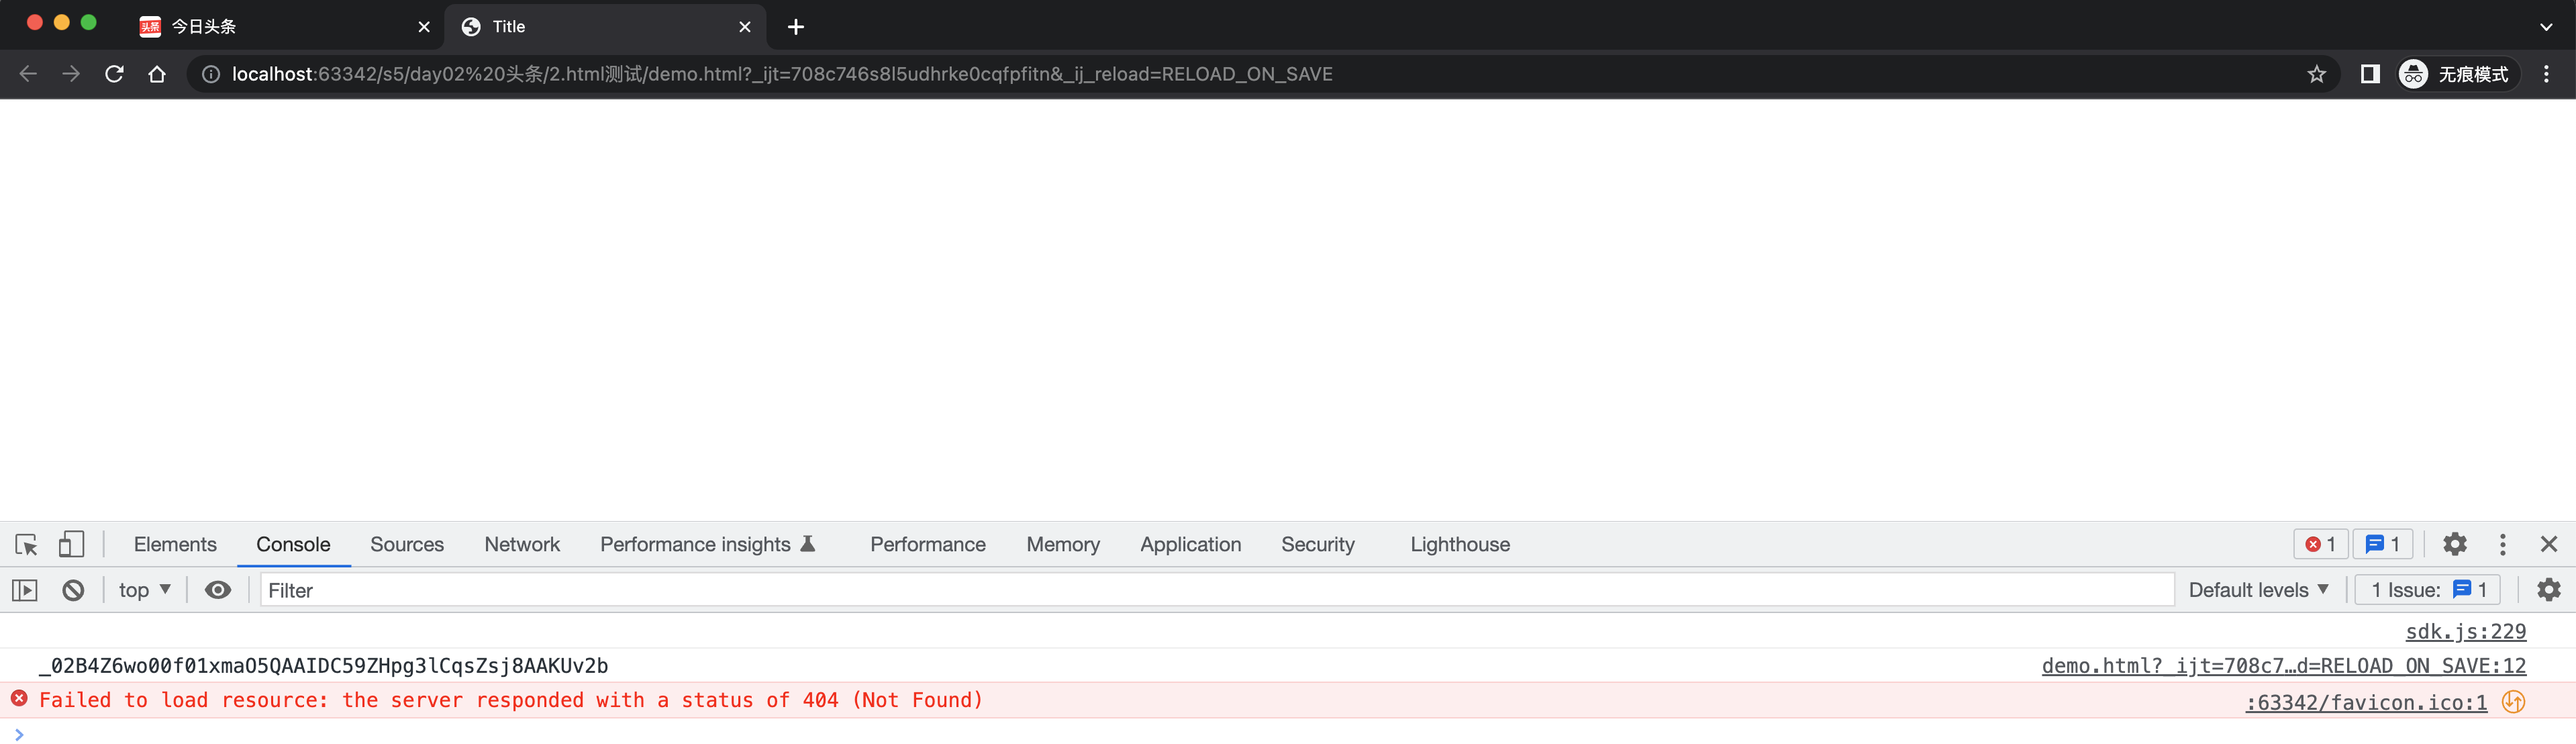 头条 今日头条 Title
localhost:63342/s5/day02%20头条/2.html测试/demo.html?_ijt=708c746s8l5udhrke0cqfpfitn&_ij_reload=RELOAD_ON_SAVE 无痕模式
Elements Console Sources Network Performance insights Performance Memory Application Security Lighthouse 1 1
top Filter Default levels 1 Issue: 1
sdk.js:229
_02B4Z6wo00f01xmaO5QAAIDC59ZHpg3lCqsZsj8AAKUv2b demo.html?_ijt=708c7…d=RELOAD_ON_SAVE:12
Failed to load resource: the server responded with a status of 404 (Not Found) :63342/favicon.ico:1